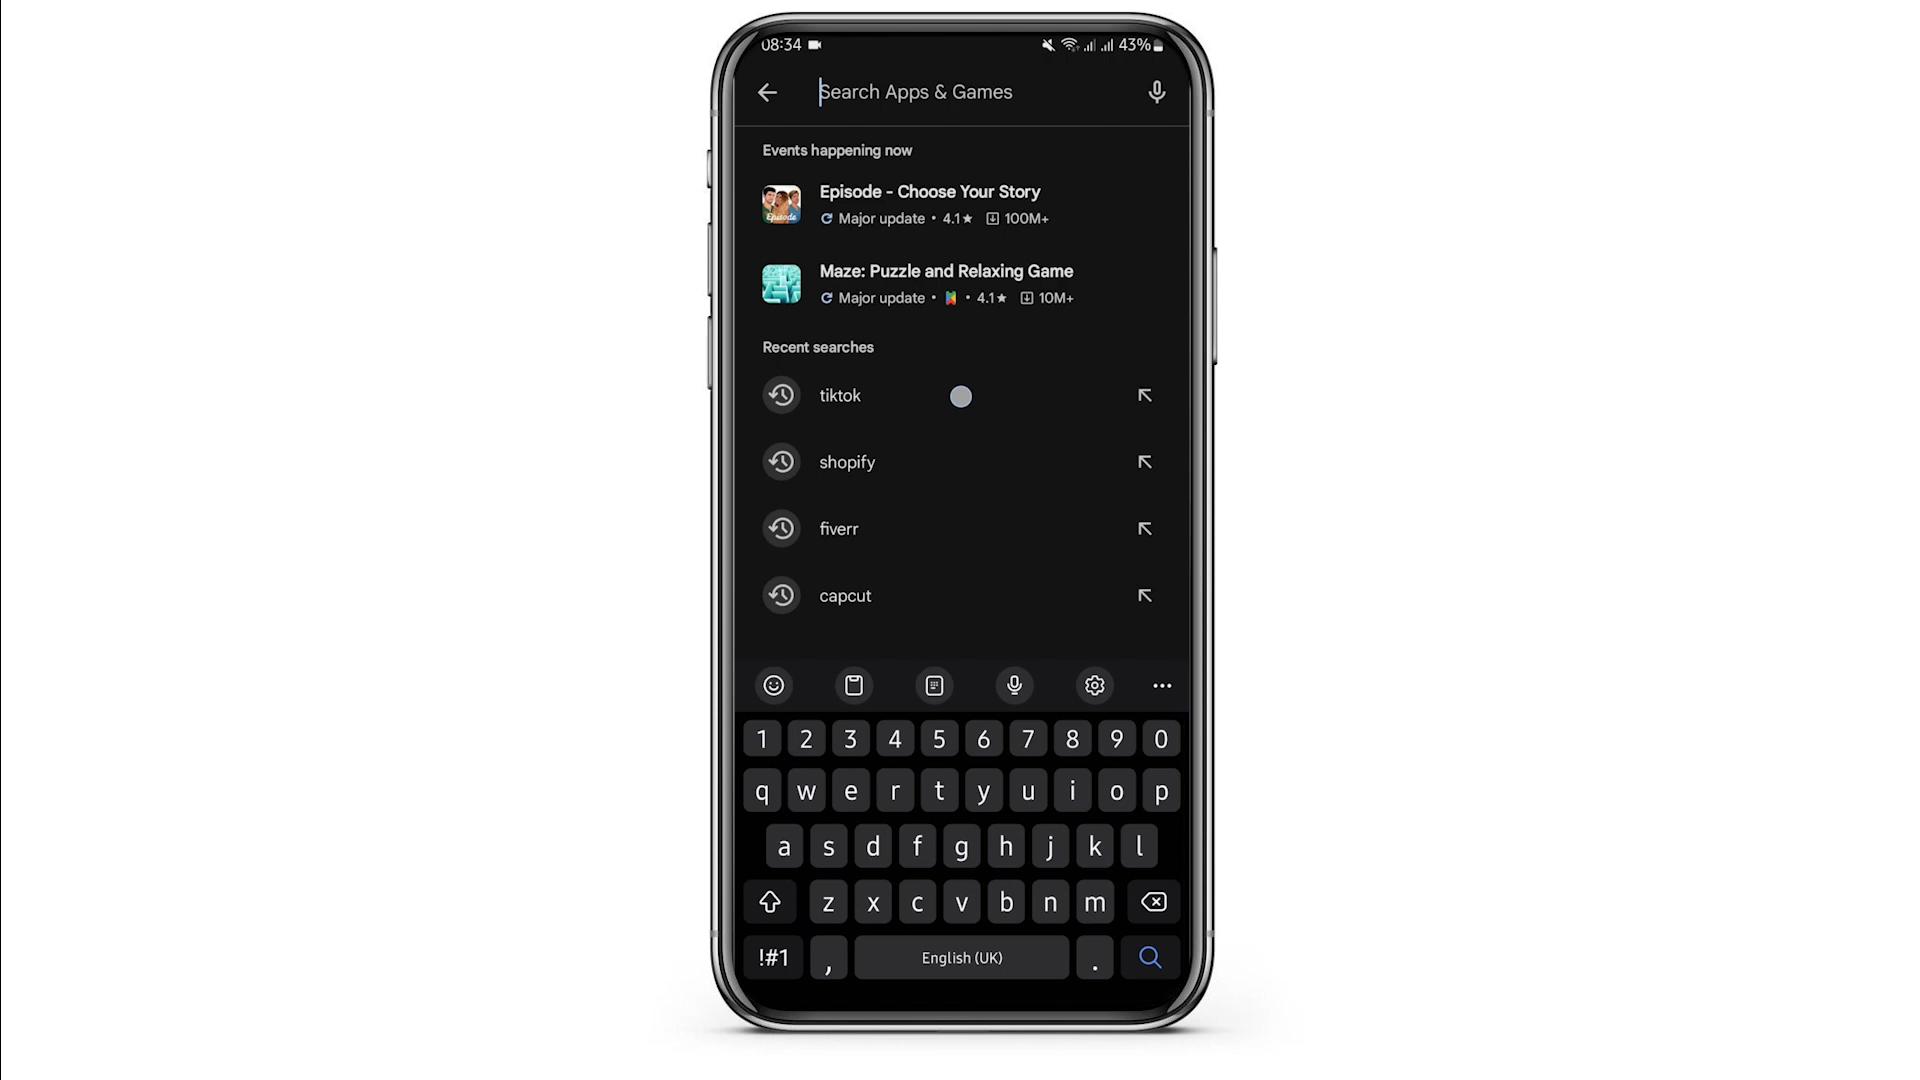 08:34 43%
Search Apps & Games
Events happening now
Episode - Choose Your Story
Episode
Major update • 4.1★ 100M+
Maze: Puzzle and Relaxing Game
Major update • • 4.1★ 10M+
Recent searches
tiktok
shopify
fiverr
capcut
1 2 3 4 5 6 7 8 9 0
q w e r t y u i o p
a s d f g h j k l
z x c v b n m
!#1 , English (UK) .